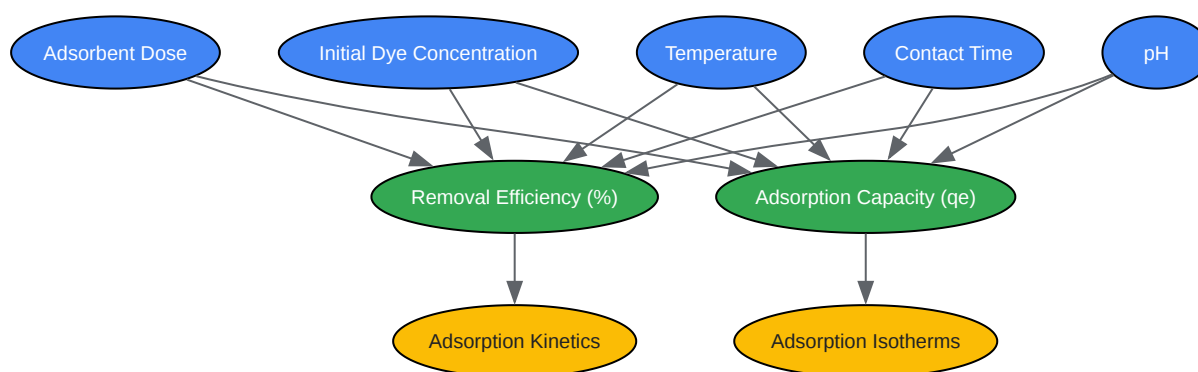 Adsorbent Dose
Initial Dye Concentration
Temperature
Contact Time
pH
Removal Efficiency (%)
Adsorption Capacity (qe)
Adsorption Kinetics
Adsorption Isotherms